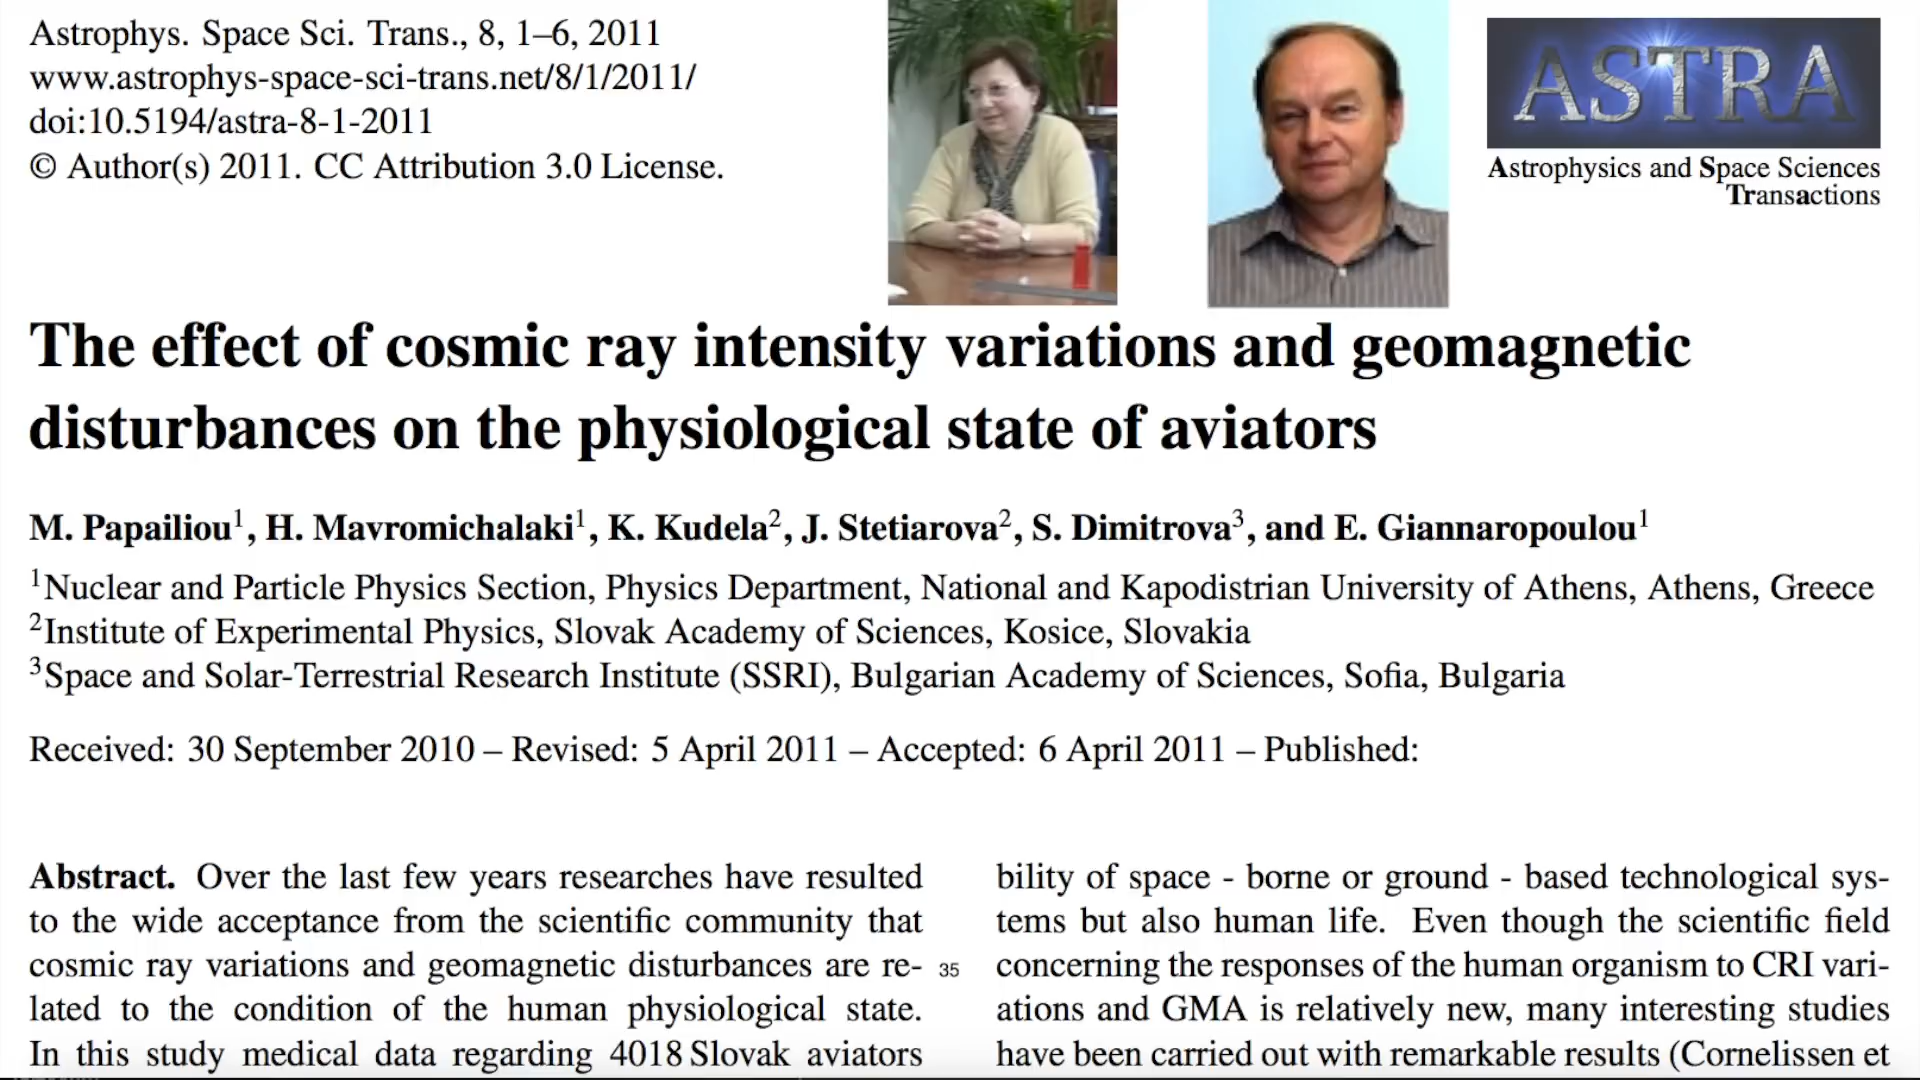 Astrophys. Space Sci. Trans., 8, 1–6, 2011
www.astrophys-space-sci-trans.net/8/1/2011/
doi:10.5194/astra-8-1-2011
© Author(s) 2011. CC Attribution 3.0 License.
ASTRA
Astrophysics and Space Sciences
Transactions
The effect of cosmic ray intensity variations and geomagnetic
disturbances on the physiological state of aviators
M. Papailiou1, H. Mavromichalaki1, K. Kudela2, J. Stetiarova2, S. Dimitrova3, and E. Giannaropoulou1
1Nuclear and Particle Physics Section, Physics Department, National and Kapodistrian University of Athens, Athens, Greece
2Institute of Experimental Physics, Slovak Academy of Sciences, Kosice, Slovakia
3Space and Solar-Terrestrial Research Institute (SSRI), Bulgarian Academy of Sciences, Sofia, Bulgaria
Received: 30 September 2010 – Revised: 5 April 2011 – Accepted: 6 April 2011 – Published:
Abstract. Over the last few years researches have resulted
to the wide acceptance from the scientific community that
cosmic ray variations and geomagnetic disturbances are re-
lated to the condition of the human physiological state.
In this study medical data regarding 4018 Slovak aviators
bility of space - borne or ground - based technological sys-
tems but also human life. Even though the scientific field
35 concerning the responses of the human organism to CRI vari-
ations and GMA is relatively new, many interesting studies
have been carried out with remarkable results (Cornelissen et